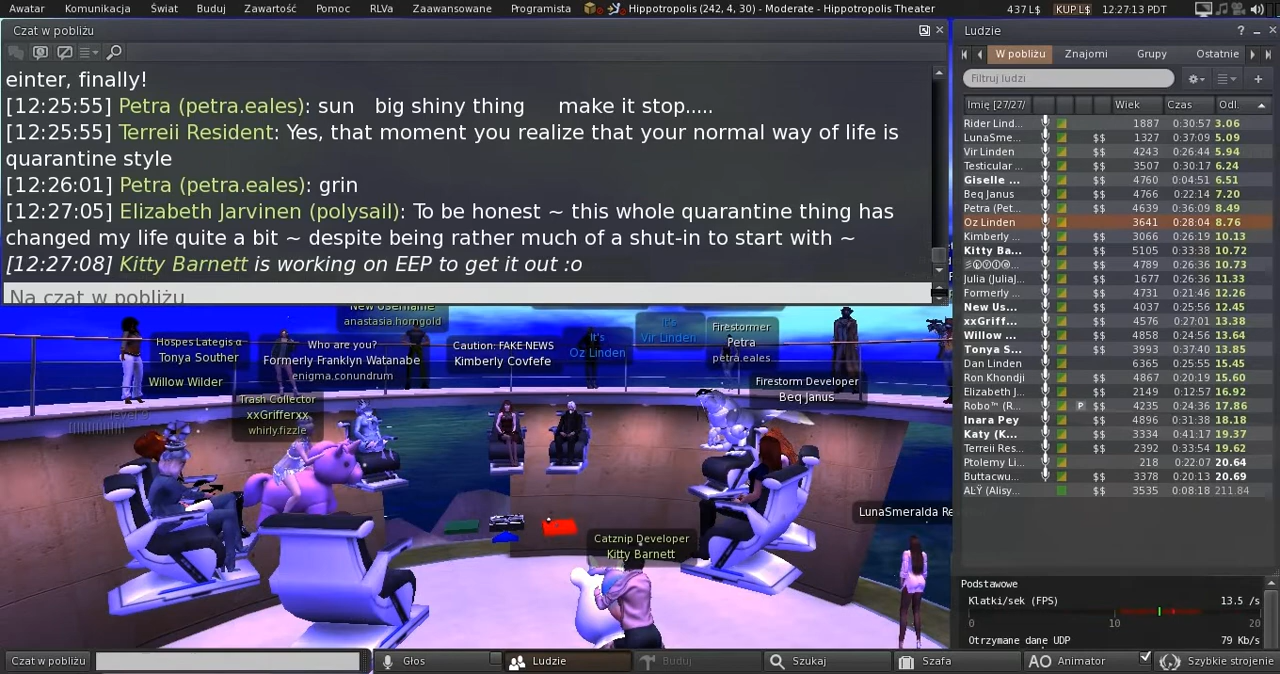 Awatar Komunikacja Świat Buduj Zawartość Pomoc RLVa Zaawansowane Programista Hippotropolis (242, 4, 30) - Moderate - Hippotropolis Theater 437 L$ KUP L$ 12:27:13 PDT
Czat w pobliżu
einter, finally!
[12:25:55] Petra (petra.eales): sun big shiny thing make it stop.....
[12:25:55] Terreii Resident: Yes, that moment you realize that your normal way of life is
quarantine style
[12:26:01] Petra (petra.eales): grin
[12:27:05] Elizabeth Jarvinen (polysail): To be honest ~ this whole quarantine thing has
changed my life quite a bit ~ despite being rather much of a shut-in to start with ~
[12:27:08] Kitty Barnett is working on EEP to get it out :o
Na czat w pobliżu
New Username
anastasia.horngold
Hospes Lategis α
Tonya Souther
Who are you?
Formerly Franklyn Watanabe
enigma.conundrum
Caution: FAKE NEWS
Kimberly Covfefe
It's
Oz Linden
It's
Vir Linden
Firestormer
Petra
petra.eales
Willow Wilder
Firestorm Developer
Beq Janus
Trash Collector
xxGrifferxx
whirly.fizzle
LunaSmeralda Re
Catznip Developer
Kitty Barnett
Ludzie
? _ ×
W pobliżu Znajomi Grupy Ostatnie
Filtruj ludzi
Imię [27/27/ Wiek Czas Odl.
Rider Lind... 1887 0:30:57 3.06
LunaSme... $$ 1327 0:37:09 5.09
Vir Linden $$ 4243 0:26:44 5.94
Testicular ... $$ 3507 0:30:17 6.24
Giselle ... $$ 4760 0:04:51 6.51
Beq Janus $$ 4766 0:22:14 7.20
Petra (Pet... $$ 4639 0:36:09 8.49
Oz Linden 3641 0:28:04 8.76
Kimberly ... $$ 3066 0:26:19 10.13
Kitty Ba... $$ 5105 0:33:38 10.72
$$ 4789 0:26:36 10.73
Julia (JuliaJ... $$ 1677 0:26:36 11.33
Formerly ... $$ 4731 0:21:46 12.26
New Us... $$ 4037 0:25:56 12.45
xxGriff... $$ 4576 0:27:01 13.38
Willow ... $$ 4858 0:24:56 13.64
Tonya S... $$ 3993 0:37:40 13.85
Dan Linden 6365 0:25:55 15.45
Ron Khondji $$ 4867 0:20:19 15.60
Elizabeth J... $$ 2149 0:12:57 16.92
Robo™ (R... P $$ 4235 0:24:36 17.86
Inara Pey $$ 4896 0:31:38 18.18
Katy (K... $$ 3334 0:41:17 19.37
Terreii Res... $$ 2392 0:33:54 19.62
Ptolemy Li... 218 0:22:07 20.64
Buttacwu... $$ 3378 0:20:13 20.69
ALŸ (Alisy... $$ 3535 0:08:18 211.84
Podstawowe
Klatki/sek (FPS) 13.5 /s
0 10 20
Otrzymane dane UDP 79 Kb/s
Czat w pobliżu Głos Ludzie Buduj Szukaj Szafa AO Animator Szybkie strojenie